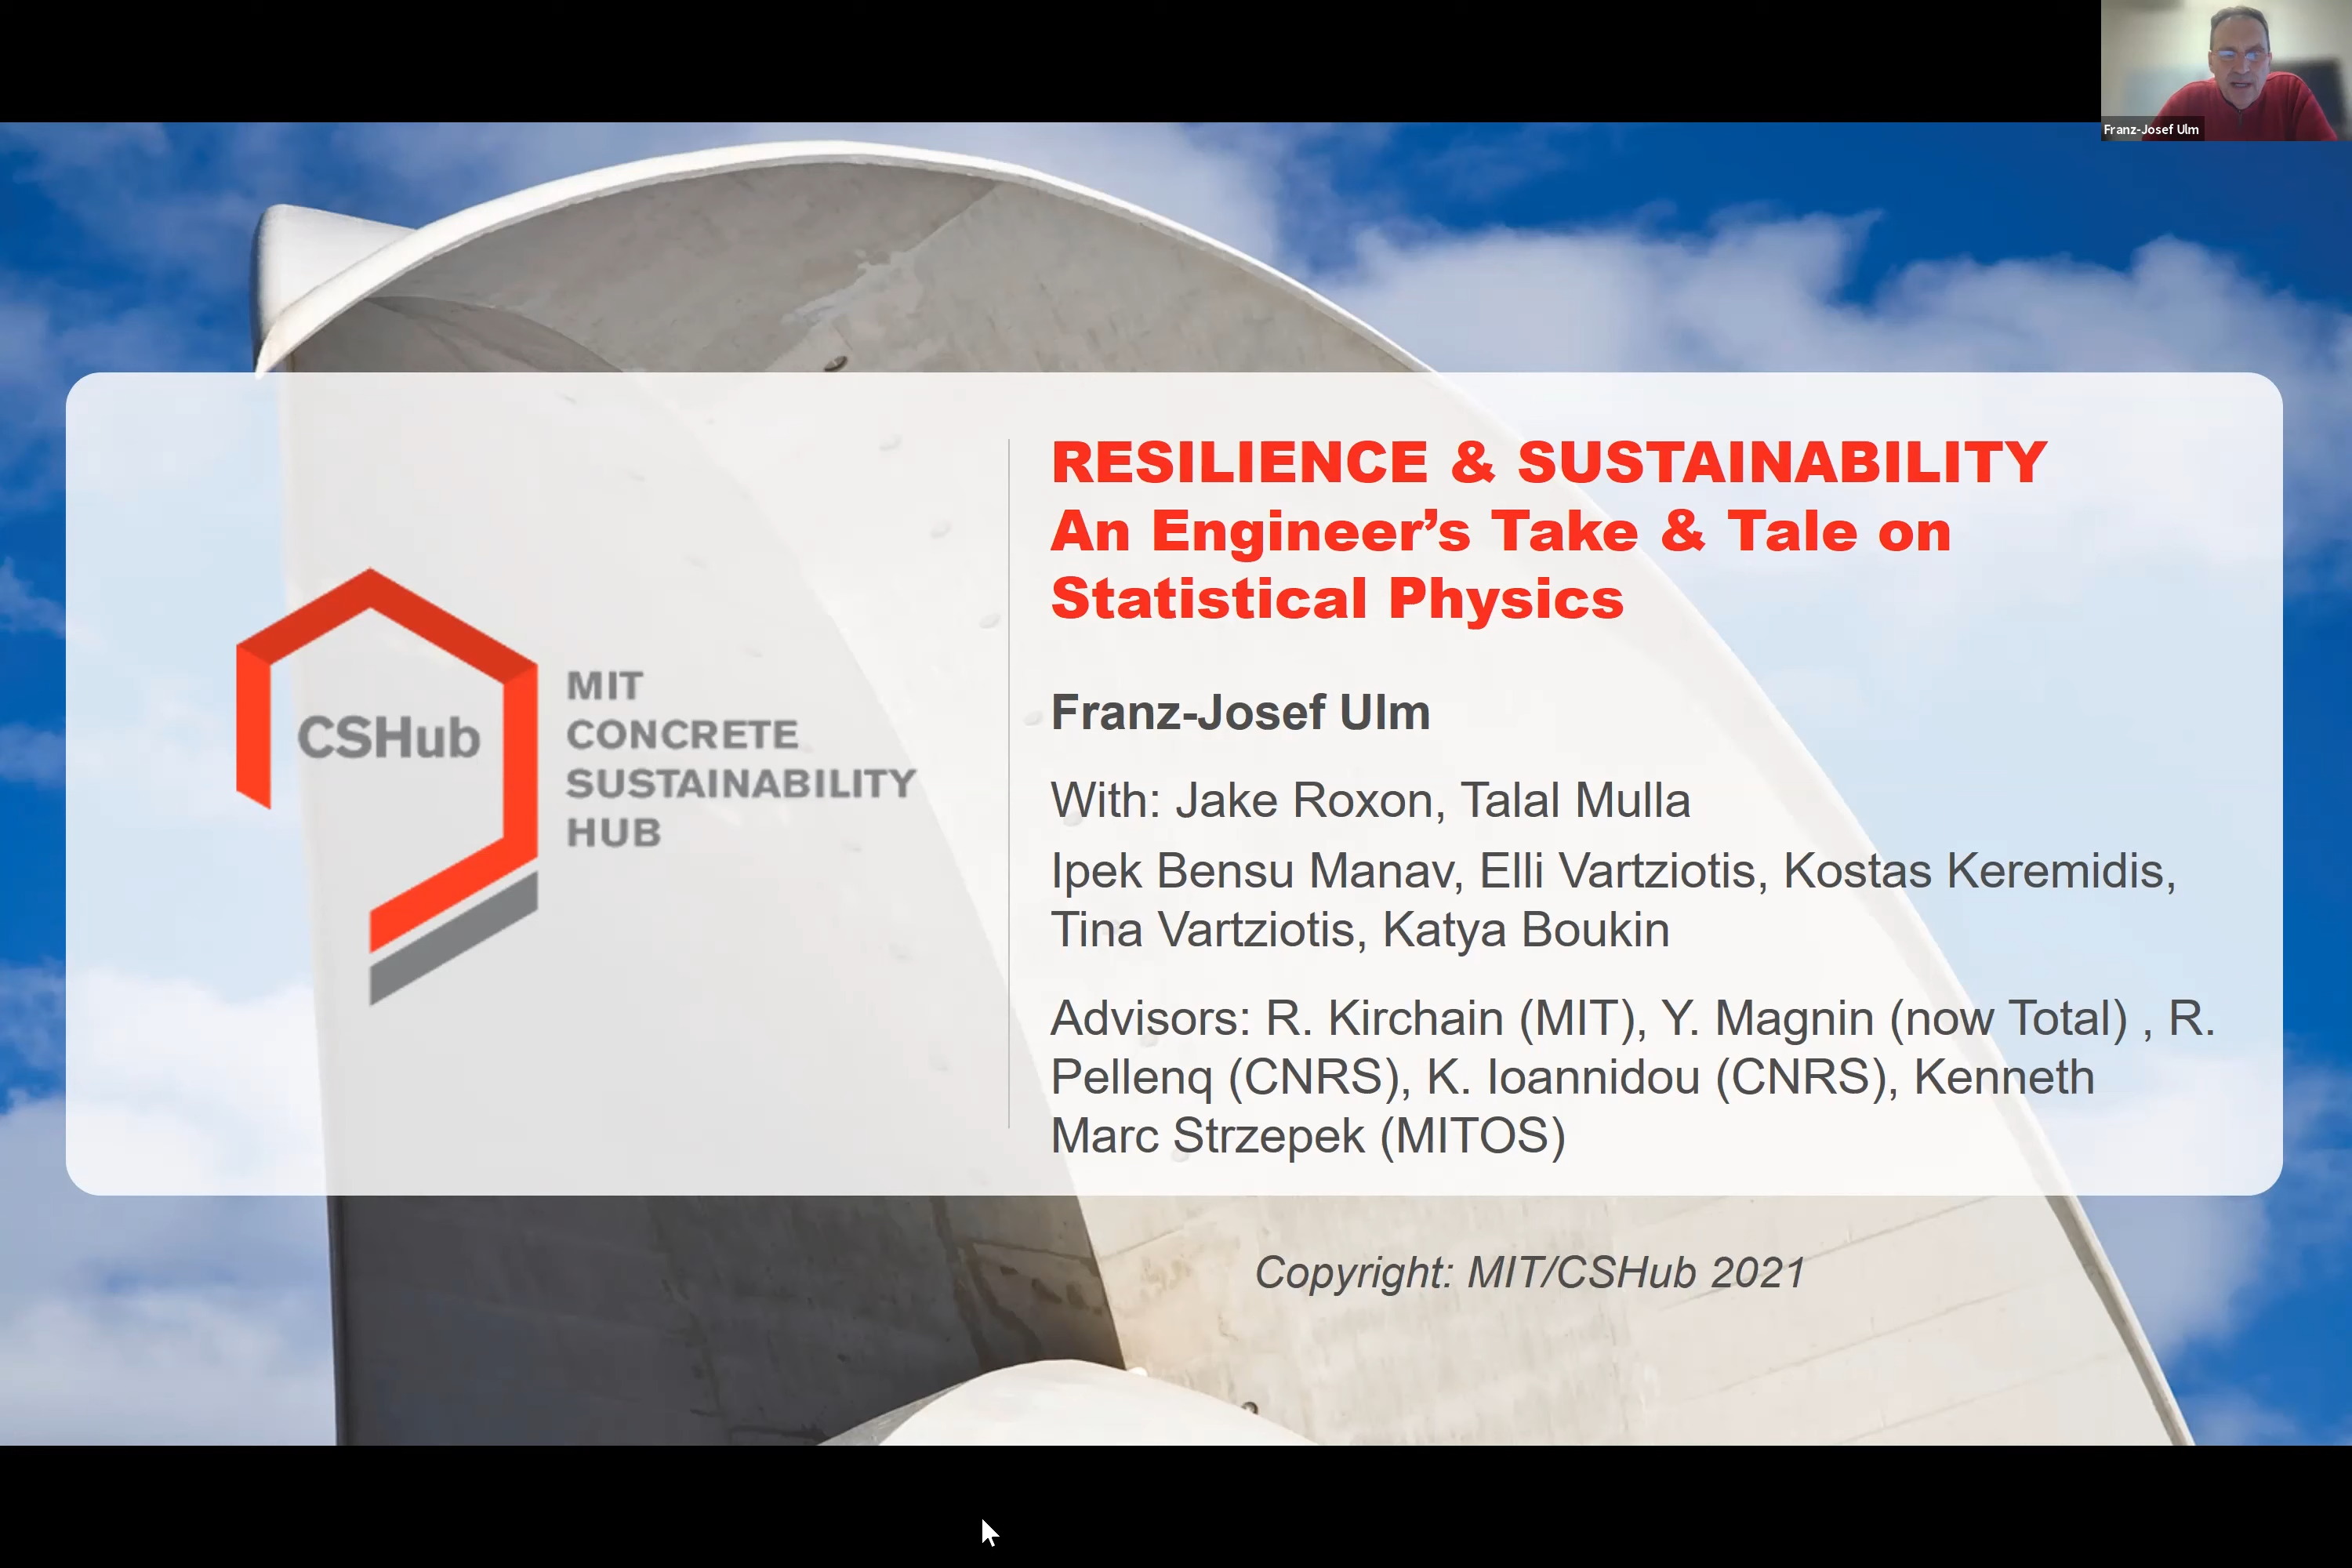 Franz-Josef Ulm
RESILIENCE & SUSTAINABILITY
An Engineer’s Take & Tale on
Statistical Physics
CSHub
MIT
CONCRETE
SUSTAINABILITY
HUB
Franz-Josef Ulm
With: Jake Roxon, Talal Mulla
Ipek Bensu Manav, Elli Vartziotis, Kostas Keremidis,
Tina Vartziotis, Katya Boukin
Advisors: R. Kirchain (MIT), Y. Magnin (now Total) , R.
Pellenq (CNRS), K. Ioannidou (CNRS), Kenneth
Marc Strzepek (MITOS)
Copyright: MIT/CSHub 2021